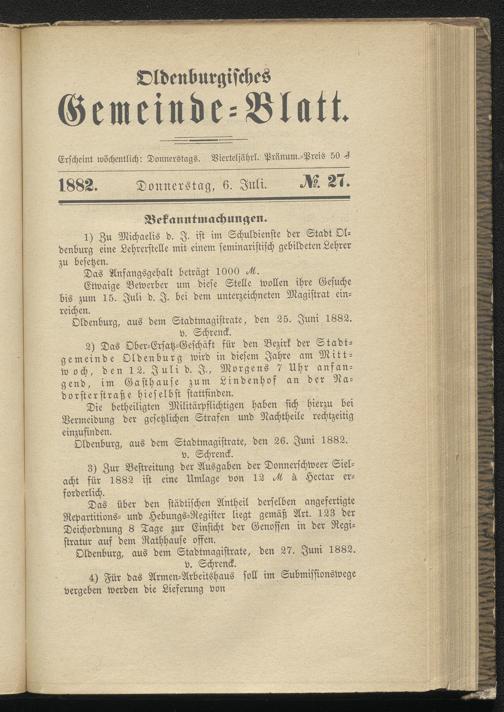 Oldenburgisches
Gemeinde=Blatt.
Erscheint wöchentlich: Donnerstags. Vierteljährl. Pränum.=Preis 50 ₰
1882. Donnerstag, 6. Juli. № 27.
Bekanntmachungen.
1) Zu Michaelis d. J. ist im Schuldienste der Stadt Ol=
denburg eine Lehrerstelle mit einem seminaristisch gebildeten Lehrer
zu besetzen.
Das Anfangsgehalt beträgt 1000 ℳ.
Etwaige Bewerber um diese Stelle wollen ihre Gesuche
bis zum 15. Juli d. J. bei dem unterzeichneten Magistrat ein=
reichen.
Oldenburg, aus dem Stadtmagistrate, den 25. Juni 1882.
v. Schrenck.
2) Das Ober=Ersatz=Geschäft für den Bezirk der Stadt=
gemeinde Oldenburg wird in diesem Jahre am Mitt=
woch, den 12. Juli d. J., Morgens 7 Uhr anfan=
gend, im Gasthause zum Lindenhof an der Na=
dorsterstraße hieselbst stattfinden.
Die betheiligten Militärpflichtigen haben sich hierzu bei
Vermeidung der gesetzlichen Strafen und Nachtheile rechtzeitig
einzufinden.
Oldenburg, aus dem Stadtmagistrate, den 26. Juni 1882.
v. Schrenck.
3) Zur Bestreitung der Ausgaben der Donnerschweer Siel=
acht für 1882 ist eine Umlage von 12 ℳ à Hectar er=
forderlich.
Das über den städtischen Antheil derselben angefertigte
Repartitions= und Hebungs=Register liegt gemäß Art. 123 der
Deichordnung 8 Tage zur Einsicht der Genossen in der Regi=
stratur auf dem Rathhause offen.
Oldenburg, aus dem Stadtmagistrate, den 27. Juni 1882.
v. Schrenck.
4) Für das Armen=Arbeitshaus soll im Submissionswege
vergeben werden die Lieferung von